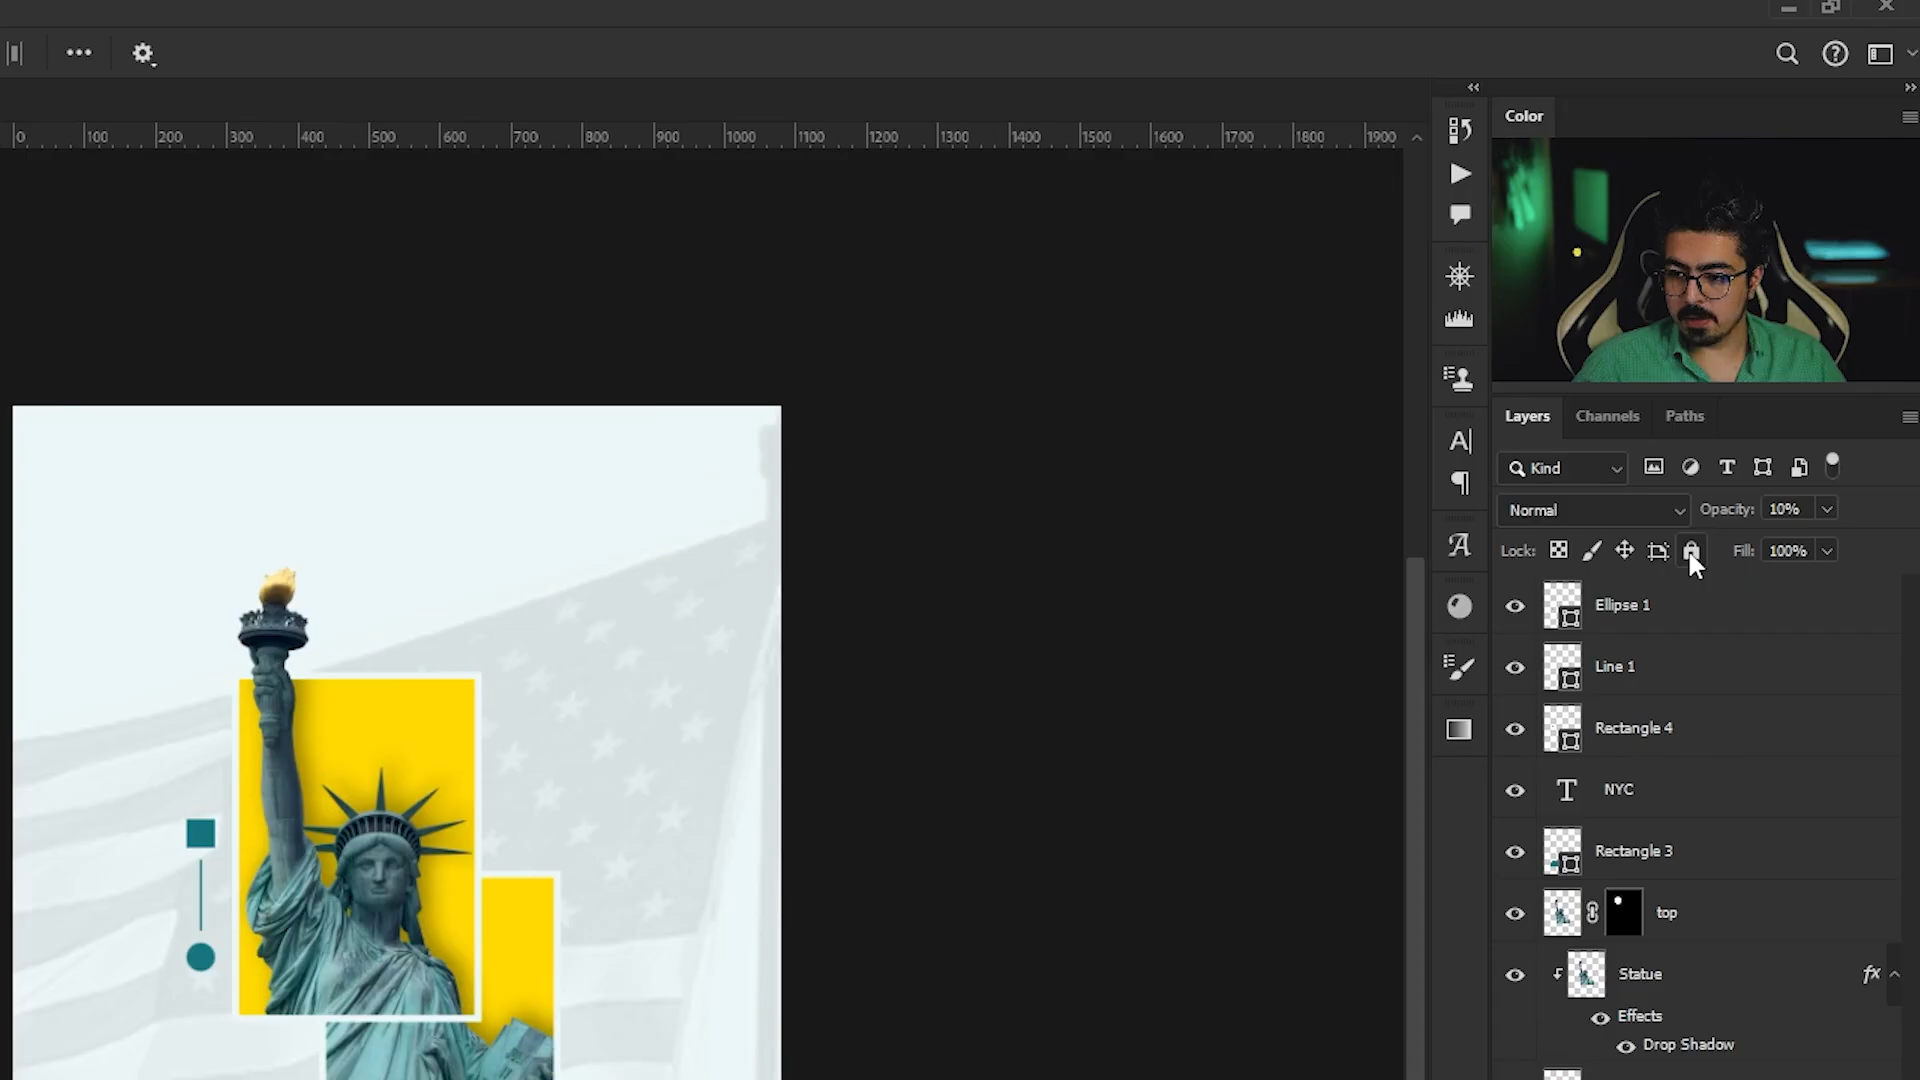 0 100 200 300 400 500 600 700 800 900 1000 1100 1200 1300 1400 1500 1600 1700 1800 1900
Color
Layers Channels Paths
Kind
Normal Opacity: 10%
Lock: Fill: 100%
Ellipse 1
Line 1
Rectangle 4
NYC
Rectangle 3
top
Statue fx
Effects
Drop Shadow